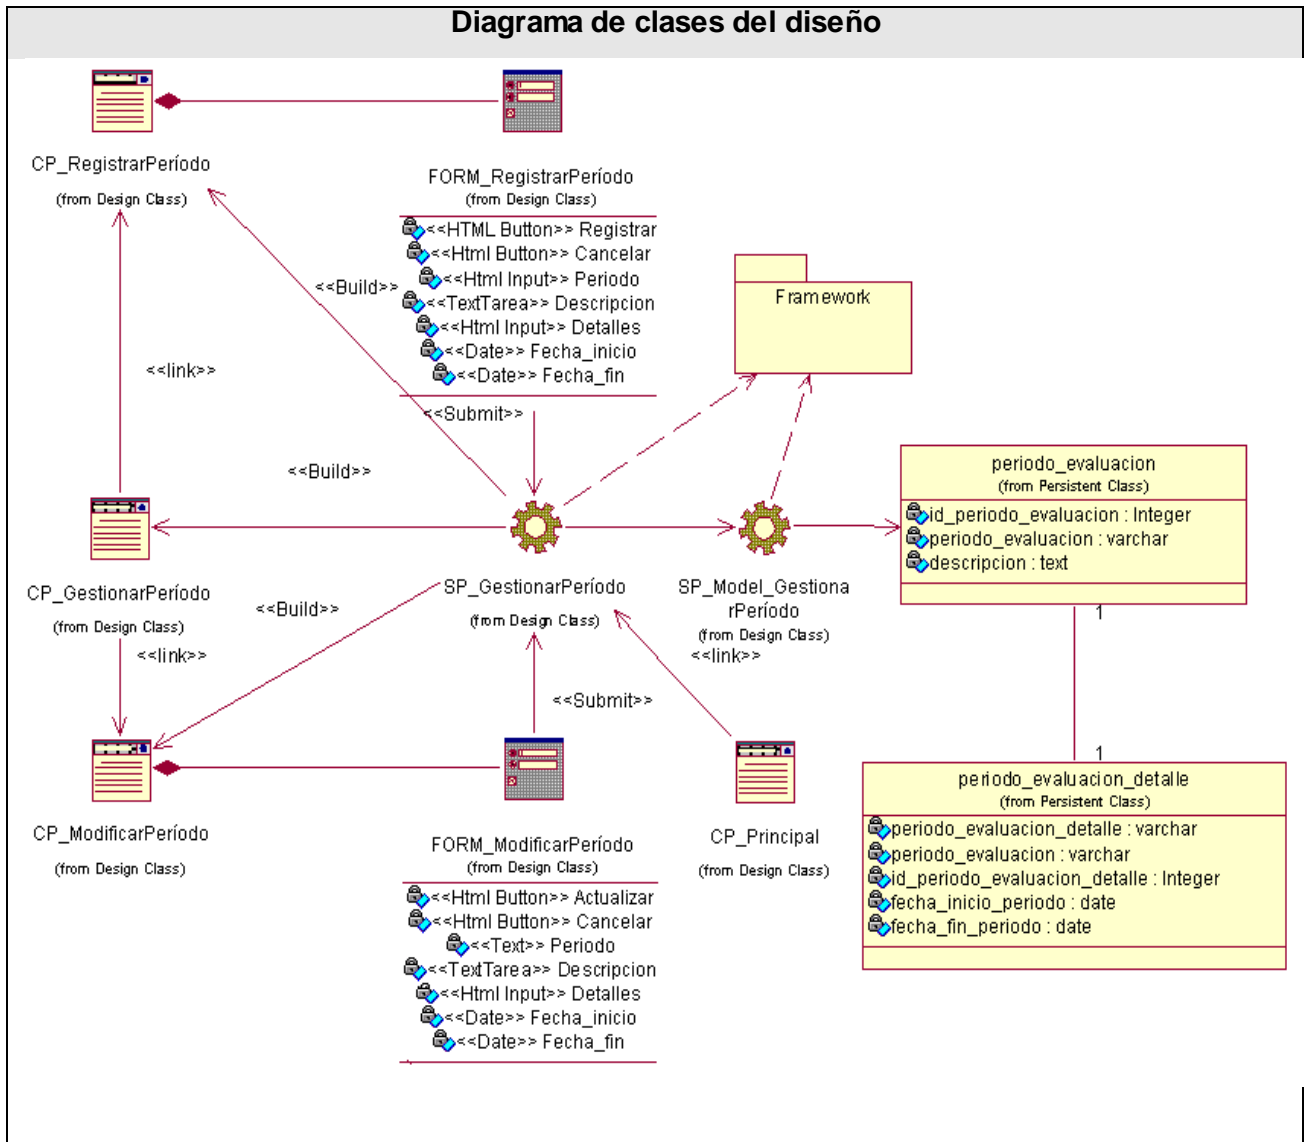 Diagrama de clases del diseño
CP_RegistrarPeríodo
(from Design Class)
FORM_RegistrarPeríodo
(from Design Class)
<<HTML Button>> Registrar
<<Html Button>> Cancelar
<<Html Input>> Periodo
<<TextTarea>> Descripcion
<<Html Input>> Detalles
<<Date>> Fecha_inicio
<<Date>> Fecha_fin
<<Build>>
Framework
<<link>>
<<Submit>>
<<Build>>
periodo_evaluacion
(from Persistent Class)
id_periodo_evaluacion : Integer
periodo_evaluacion : varchar
descripcion : text
CP_GestionarPeríodo
(from Design Class)
<<Build>>
SP_GestionarPeríodo
(from Design Class)
SP_Model_Gestiona
rPeríodo
(from Design Class)
<<link>>
1
<<link>>
<<Submit>>
1
CP_ModificarPeríodo
(from Design Class)
FORM_ModificarPeríodo
(from Design Class)
<<Html Button>> Actualizar
<<Html Button>> Cancelar
<<Text>> Periodo
<<TextTarea>> Descripcion
<<Html Input>> Detalles
<<Date>> Fecha_inicio
<<Date>> Fecha_fin
CP_Principal
(from Design Class)
periodo_evaluacion_detalle
(from Persistent Class)
periodo_evaluacion_detalle : varchar
periodo_evaluacion : varchar
id_periodo_evaluacion_detalle : Integer
fecha_inicio_periodo : date
fecha_fin_periodo : date